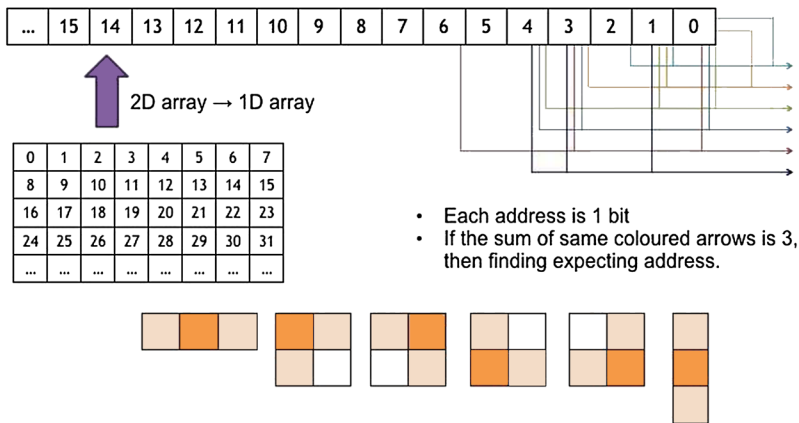 ... 15 14 13 12 11 10 9 8 7 6 5 4 3 2 1 0
2D array → 1D array
0 1 2 3 4 5 6 7
8 9 10 11 12 13 14 15
16 17 18 19 20 21 22 23
24 25 26 27 28 29 30 31
... ... ... ... ... ... ... ...
• Each address is 1 bit
• If the sum of same coloured arrows is 3,
then finding expecting address.